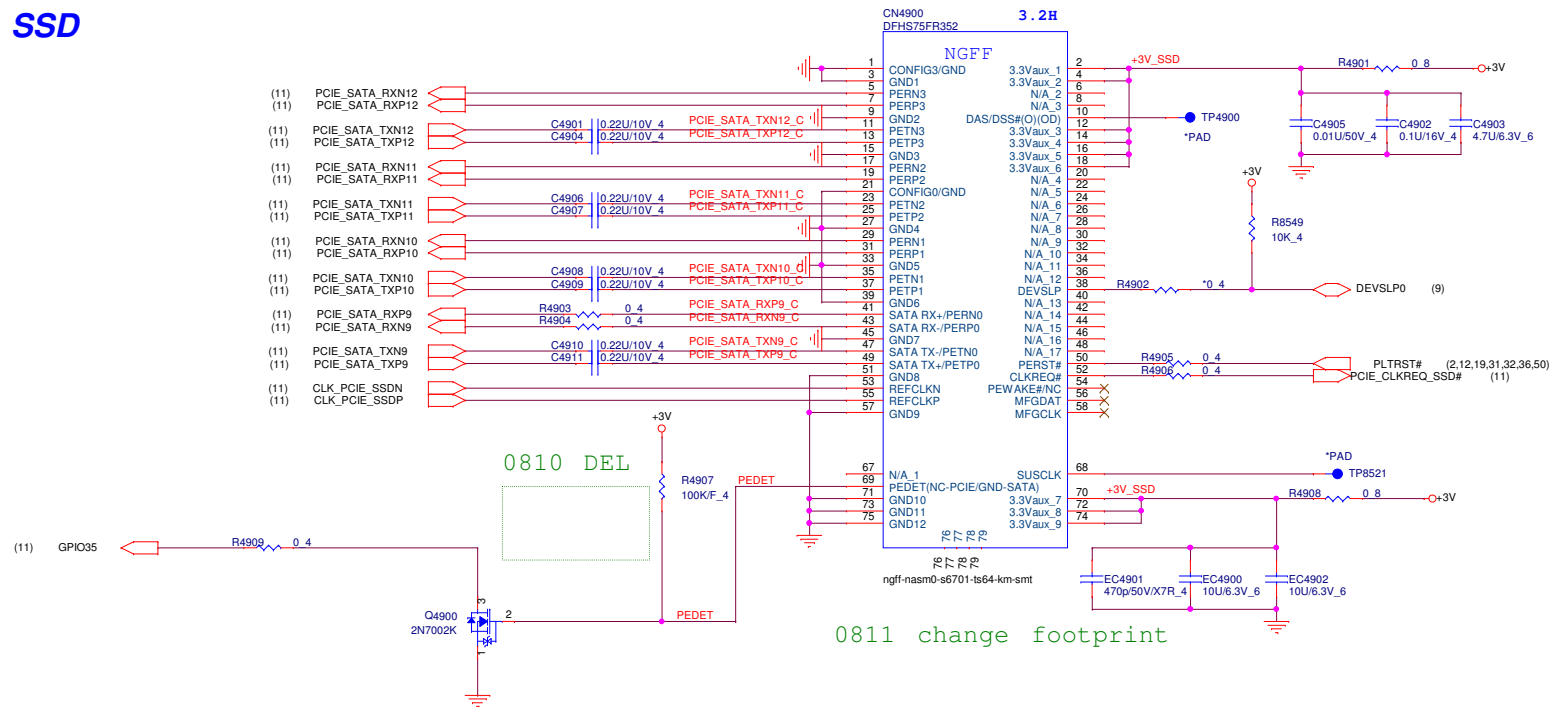 SSD
CN4900
DFHS75FR352
3.2H
NGFF
1 CONFIG3/GND 3.3Vaux_1 2 +3V_SSD R4901 0_8 +3V
3 GND1 3.3Vaux_2 4
(11) PCIE_SATA_RXN12 5 PERN3 N/A_2 6
(11) PCIE_SATA_RXP12 7 PERP3 N/A_3 8
9 GND2 DAS/DSS#(O)(OD) 10 TP4900
*PAD
(11) PCIE_SATA_TXN12 C4901 0.22U/10V_4 PCIE_SATA_TXN12_C 11 PETN3 3.3Vaux_3 12
(11) PCIE_SATA_TXP12 C4904 0.22U/10V_4 PCIE_SATA_TXP12_C 13 PETP3 3.3Vaux_4 14
C4905 0.01U/50V_4
C4902 0.1U/16V_4
C4903 4.7U/6.3V_6
15 GND3 3.3Vaux_5 16
(11) PCIE_SATA_RXN11 17 PERN2 3.3Vaux_6 18
(11) PCIE_SATA_RXP11 19 PERP2 N/A_4 20
21 CONFIG0/GND N/A_5 22
(11) PCIE_SATA_TXN11 C4906 0.22U/10V_4 PCIE_SATA_TXN11_C 23 PETN2 N/A_6 24
(11) PCIE_SATA_TXP11 C4907 0.22U/10V_4 PCIE_SATA_TXP11_C 25 PETP2 N/A_7 26
27 GND4 N/A_8 28
(11) PCIE_SATA_RXN10 29 PERN1 N/A_9 30
(11) PCIE_SATA_RXP10 31 PERP1 N/A_10 32
+3V
R8549
10K_4
33 GND5 N/A_11 34
(11) PCIE_SATA_TXN10 C4908 0.22U/10V_4 PCIE_SATA_TXN10_C 35 PETN1 N/A_12 36
(11) PCIE_SATA_TXP10 C4909 0.22U/10V_4 PCIE_SATA_TXP10_C 37 PETP1 DEVSLP 38 R4902 *0_4 DEVSLP0 (9)
39 GND6 N/A_13 40
(11) PCIE_SATA_RXP9 R4903 0_4 PCIE_SATA_RXP9_C 41 SATA RX+/PERN0 N/A_14 42
(11) PCIE_SATA_RXN9 R4904 0_4 PCIE_SATA_RXN9_C 43 SATA RX-/PERP0 N/A_15 44
45 GND7 N/A_16 46
(11) PCIE_SATA_TXN9 C4910 0.22U/10V_4 PCIE_SATA_TXN9_C 47 SATA TX-/PETN0 N/A_17 48
(11) PCIE_SATA_TXP9 C4911 0.22U/10V_4 PCIE_SATA_TXP9_C 49 SATA TX+/PETP0 PERST# 50 R4905 0_4 PLTRST# (2,12,19,31,32,36,50)
51 GND8 CLKREQ# 52 R4906 0_4 PCIE_CLKREQ_SSD# (11)
(11) CLK_PCIE_SSDN 53 REFCLKN PEWAKE#/NC 54
(11) CLK_PCIE_SSDP 55 REFCLKP MFGDAT 56
57 GND9 MFGCLK 58
+3V
0810 DEL
R4907
100K/F_4
67 N/A_1 SUSCLK 68 *PAD TP8521
PEDET 69 PEDET(NC-PCIE/GND-SATA)
71 GND10 3.3Vaux_7 70 +3V_SSD R4908 0_8 +3V
73 GND11 3.3Vaux_8 72
75 GND12 3.3Vaux_9 74
76 77 78 79
76 77 78 79
ngff-nasm0-s6701-ts64-km-smt
(11) GPIO35 R4909 0_4
EC4901 470p/50V/X7R_4
EC4900 10U/6.3V_6
EC4902 10U/6.3V_6
Q4900
2N7002K
3
2
1
PEDET
0811 change footprint